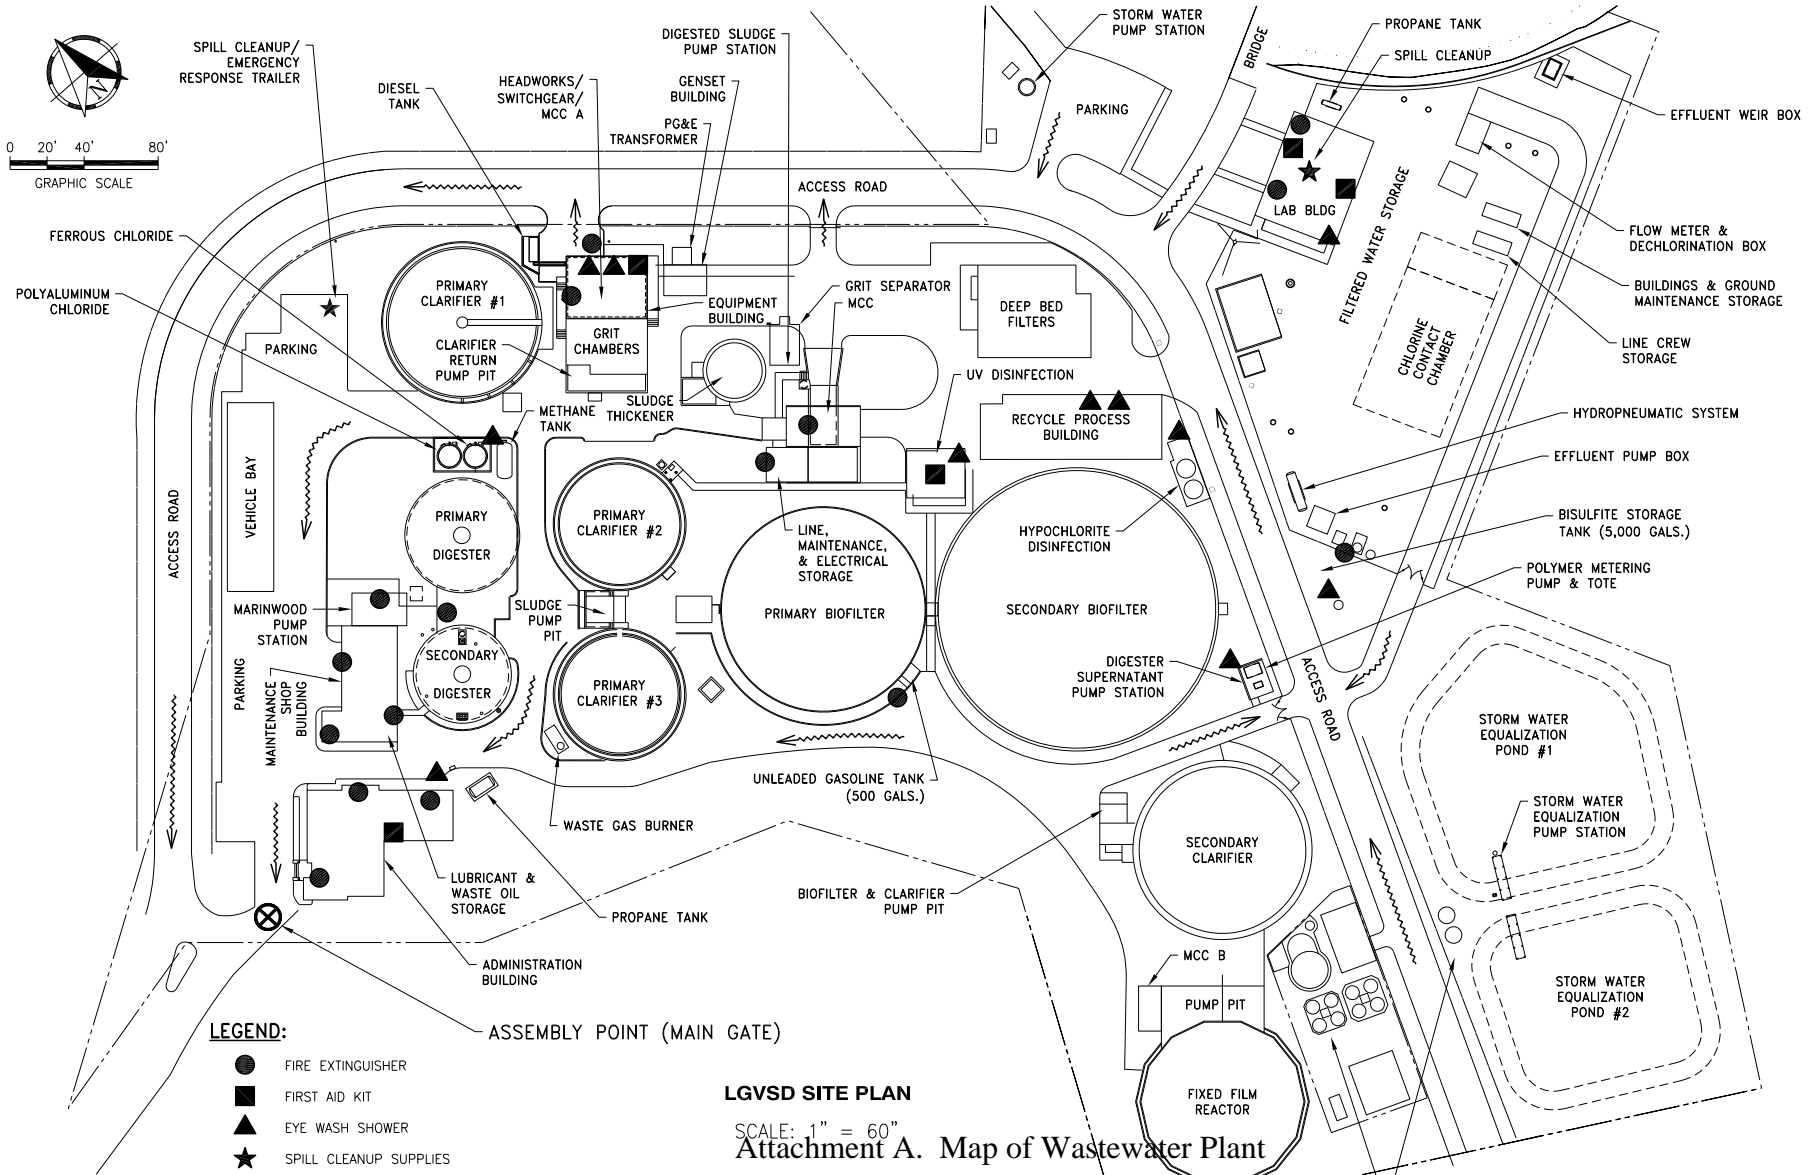 STORM WATER
PUMP STATION
PROPANE TANK
SPILL CLEANUP
BRIDGE
EFFLUENT WEIR BOX
DIGESTED SLUDGE
PUMP STATION
GENSET
BUILDING
PG&E
TRANSFORMER
HEADWORKS/
SWITCHGEAR/
MCC A
DIESEL
TANK
SPILL CLEANUP/
EMERGENCY
RESPONSE TRAILER
N
0 20' 40' 80'
GRAPHIC SCALE
PARKING
ACCESS ROAD
LAB BLDG
FILTERED WATER STORAGE
FLOW METER &
DECHLORINATION BOX
BUILDINGS & GROUND
MAINTENANCE STORAGE
LINE CREW
STORAGE
CHLORINE
CONTACT
CHAMBER
FERROUS CHLORIDE
POLYALUMINUM
CHLORIDE
PRIMARY
CLARIFIER #1
PARKING
CLARIFIER
RETURN
PUMP PIT
GRIT
CHAMBERS
EQUIPMENT
BUILDING
GRIT SEPARATOR
MCC
DEEP BED
FILTERS
UV DISINFECTION
SLUDGE
THICKENER
METHANE
TANK
RECYCLE PROCESS
BUILDING
HYDROPNEUMATIC SYSTEM
EFFLUENT PUMP BOX
BISULFITE STORAGE
TANK (5,000 GALS.)
POLYMER METERING
PUMP & TOTE
ACCESS ROAD
VEHICLE BAY
PRIMARY
DIGESTER
PRIMARY
CLARIFIER #2
LINE,
MAINTENANCE,
& ELECTRICAL
STORAGE
HYPOCHLORITE
DISINFECTION
MARINWOOD
PUMP
STATION
SLUDGE
PUMP
PIT
PRIMARY BIOFILTER
SECONDARY BIOFILTER
PARKING
MAINTENANCE
SHOP
BUILDING
SECONDARY
DIGESTER
PRIMARY
CLARIFIER #3
DIGESTER
SUPERNATANT
PUMP STATION
ACCESS ROAD
STORM WATER
EQUALIZATION
POND #1
UNLEADED GASOLINE TANK
(500 GALS.)
WASTE GAS BURNER
STORM WATER
EQUALIZATION
PUMP STATION
SECONDARY
CLARIFIER
LUBRICANT &
WASTE OIL
STORAGE
PROPANE TANK
BIOFILTER & CLARIFIER
PUMP PIT
ADMINISTRATION
BUILDING
MCC B
PUMP PIT
STORM WATER
EQUALIZATION
POND #2
ASSEMBLY POINT (MAIN GATE)
LEGEND:
FIRE EXTINGUISHER
FIRST AID KIT
EYE WASH SHOWER
SPILL CLEANUP SUPPLIES
FIXED FILM
REACTOR
LGVSD SITE PLAN
SCALE: 1" = 60"
Attachment A. Map of Wastewater Plant